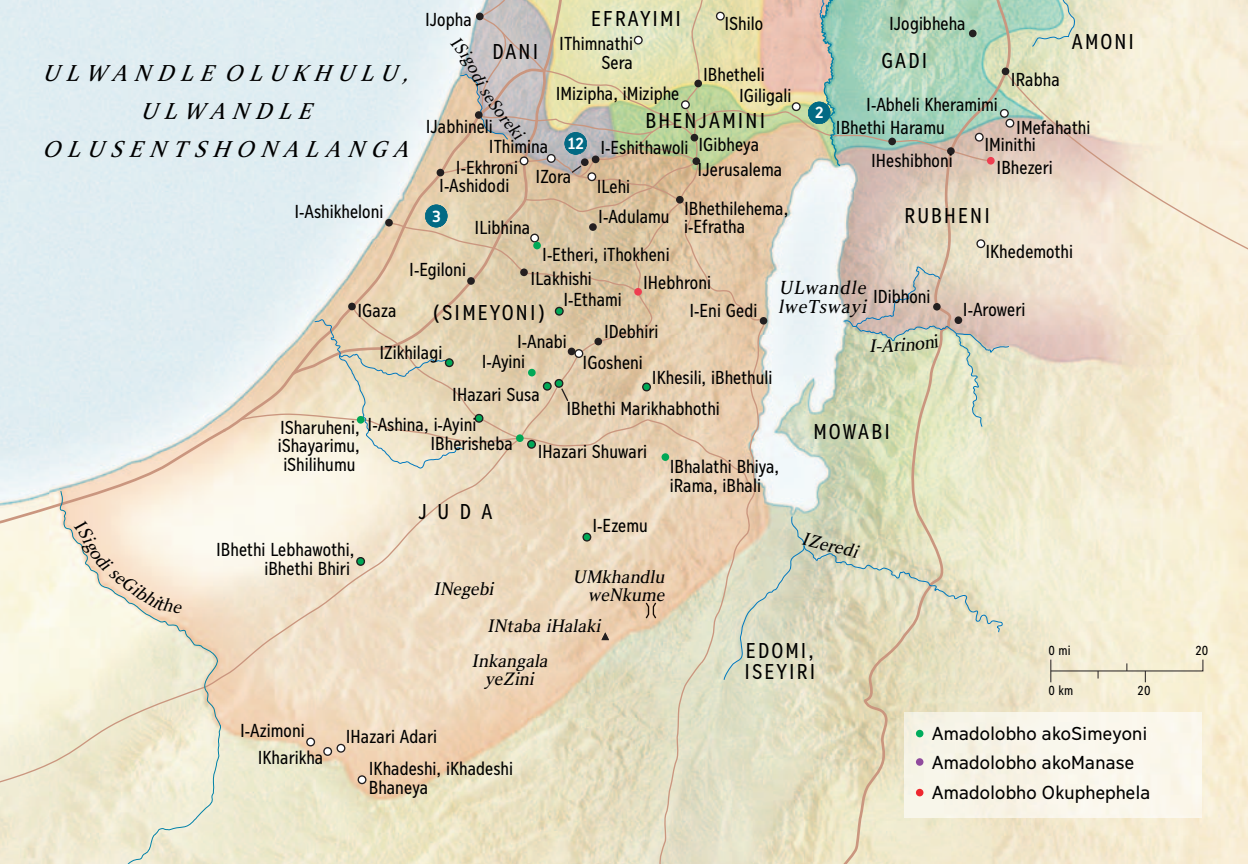 IJopha
EFRAYIMI
IShilo
IJogibheha
AMONI
DANI
IThimnathi
Sera
GADI
ULWANDLE OLUKHULU,
ULWANDLE
OLUSENTSHONALANGA
ISigodi seSoreki
IBhetheli
IRabha
IMizipha, iMiziphe
IGiligali
I-Abheli Kheramimi
2
BHENJAMINI
IJabhineli
IBhethi Haramu
IMefahathi
12
IThimina
I-Eshithawoli
IGibheya
IMinithi
I-Ekhroni
IZora
IJerusalema
IHeshibhoni
IBhezeri
I-Ashidodi
ILehi
3
I-Ashikheloni
I-Adulamu
IBhethilehema,
i-Efratha
RUBHENI
ILibhina
I-Etheri, iThokheni
IKhedemothi
I-Egiloni
ILakhishi
IHebhroni
ULwandle
lweTswayi
I-Ethami
IDibhoni
IGaza
(SIMEYONI)
I-Eni Gedi
I-Aroweri
IDebhiri
I-Anabi
I-Arinoni
IZikhilagi
I-Ayini
IGosheni
IHazari Susa
IKhesili, iBhethuli
IBhethi Marikhabhothi
ISharuheni,
iShayarimu,
iShilihumu
I-Ashina, i-Ayini
IBherisheba
MOWABI
IHazari Shuwari
IBhalathi Bhiya,
iRama, iBhali
JUDA
I-Ezemu
ISigodi seGibhithe
IBhethi Lebhawothi,
iBhethi Bhiri
IZeredi
INegebi
UMkhandlu
weNkume
INtaba iHalaki
Inkangala
yeZini
EDOMI,
ISEYIRI
0 mi 20
0 km 20
I-Azimoni
IHazari Adari
IKharikha
IKhadeshi, iKhadeshi
Bhaneya
Amadolobho akoSimeyoni
Amadolobho akoManase
Amadolobho Okuphephela